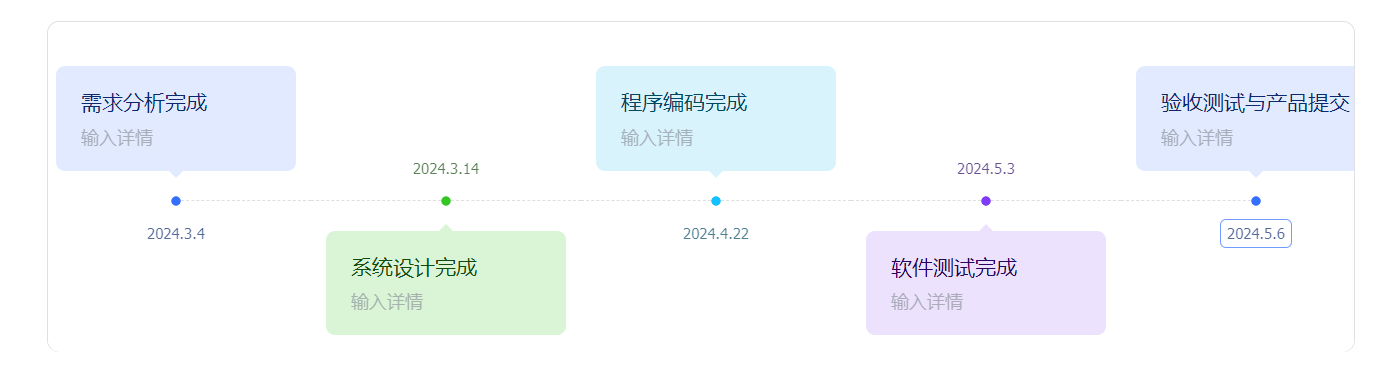 需求分析完成
输入详情
2024.3.4
2024.3.14
系统设计完成
输入详情
程序编码完成
输入详情
2024.4.22
2024.5.3
软件测试完成
输入详情
验收测试与产品提交
输入详情
2024.5.6